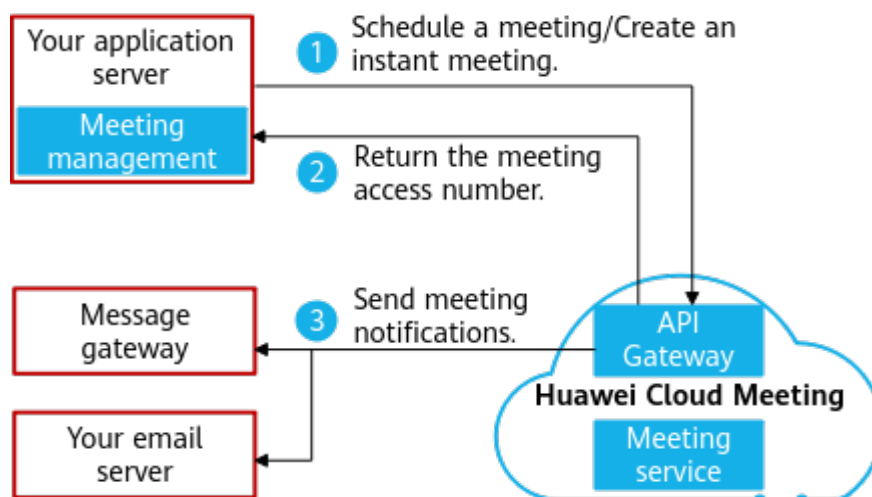 Your application
server
Meeting
management
1
Schedule a meeting/Create an
instant meeting.
2
Return the meeting
access number.
Message
gateway
3
Send meeting
notifications.
Your email
server
API
Gateway
Huawei Cloud Meeting
Meeting
service